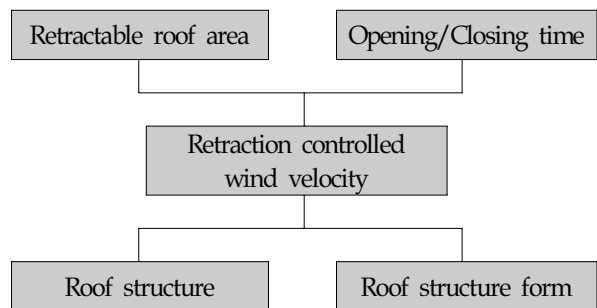 Retractable roof area
Opening/Closing time
Retraction controlled
wind velocity
Roof structure
Roof structure form